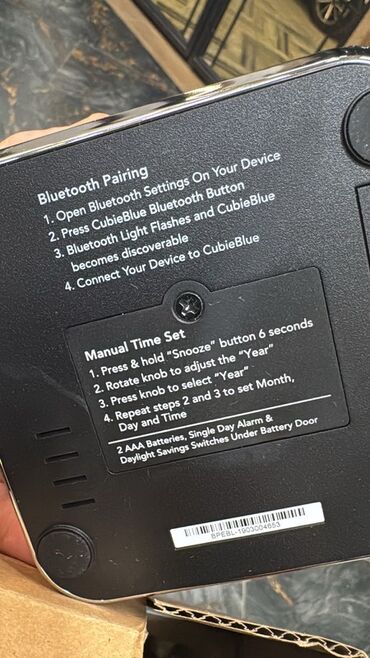 Bluetooth Pairing
1. Open Bluetooth Settings On Your Device
2. Press CubieBlue Bluetooth Button
3. Bluetooth Light Flashes and CubieBlue
becomes discoverable
4. Connect Your Device to CubieBlue
Manual Time Set
1. Press & hold "Snooze" button 6 seconds
2. Rotate knob to adjust the "Year"
3. Press knob to select "Year"
4. Repeat steps 2 and 3 to set Month,
Day and Time
2 AAA Batteries, Single Day Alarm &
Daylight Savings Switches Under Battery Door
BPEBL-1903004653